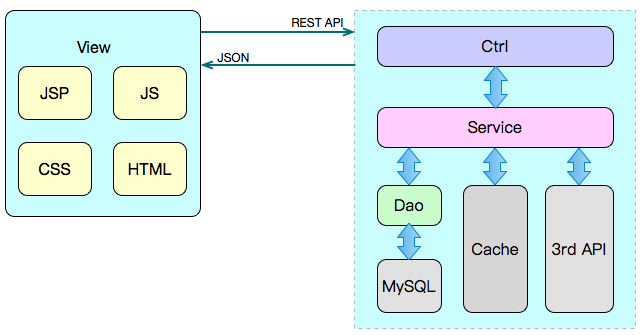 View
JSP
JS
CSS
HTML
REST API
JSON
Ctrl
Service
Dao
Cache
3rd API
MySQL